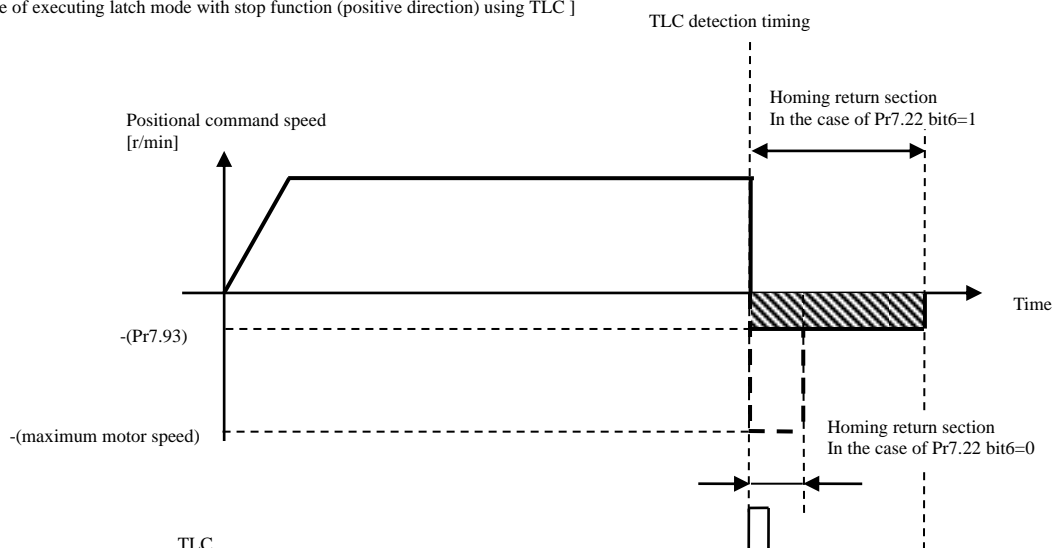 e of executing latch mode with stop function (positive direction) using TLC ]
TLC detection timing
Homing return section
In the case of Pr7.22 bit6=1
Positional command speed
[r/min]
Time
-(Pr7.93)
-(maximum motor speed)
Homing return section
In the case of Pr7.22 bit6=0
TLC